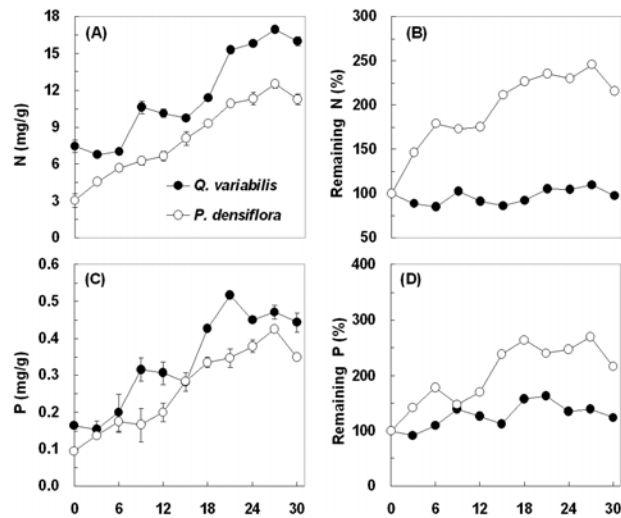 18
15
12
9
6
3
0
N (mg/g)
(A)
Q. variabilis
P. densiflora
300
250
200
150
100
50
Remaining N (%)
(B)
0.6
0.5
0.4
0.3
0.2
0.1
0.0
P (mg/g)
(C)
0 6 12 18 24 30
400
300
200
100
0
Remaining P (%)
(D)
0 6 12 18 24 30